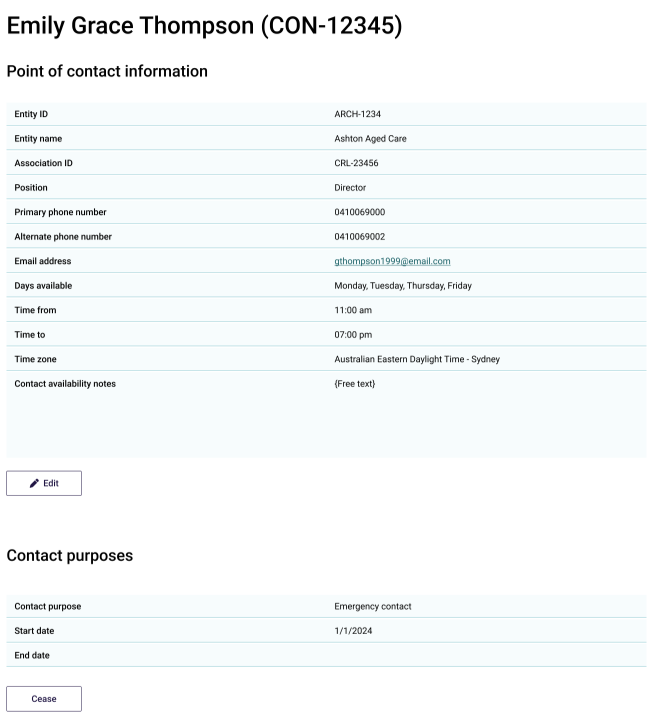 Emily Grace Thompson (CON-12345)
Point of contact information
Entity ID ARCH-1234
Entity name Ashton Aged Care
Association ID CRL-23456
Position Director
Primary phone number 0410069000
Alternate phone number 0410069002
Email address gthompson1999@email.com
Days available Monday, Tuesday, Thursday, Friday
Time from 11:00 am
Time to 07:00 pm
Time zone Australian Eastern Daylight Time - Sydney
Contact availability notes {Free text}
Edit
Contact purposes
Contact purpose Emergency contact
Start date 1/1/2024
End date
Cease